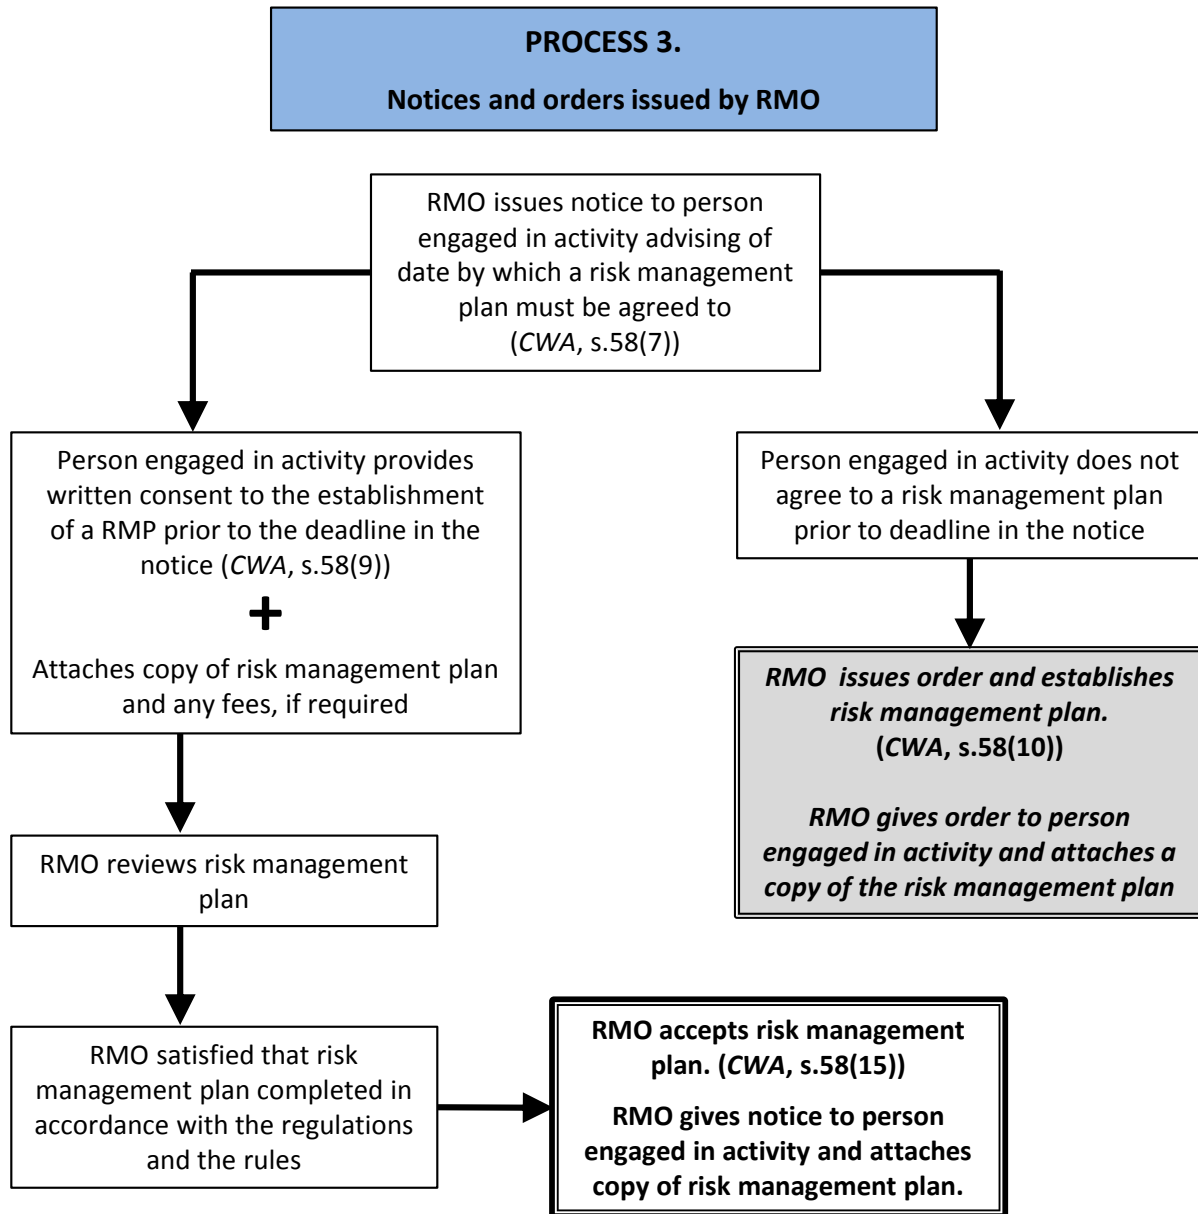 PROCESS 3.
Notices and orders issued by RMO
RMO issues notice to person
engaged in activity advising of
date by which a risk management
plan must be agreed to
(CWA, s.58(7))
Person engaged in activity provides
written consent to the establishment
of a RMP prior to the deadline in the
notice (CWA, s.58(9))
+
Attaches copy of risk management plan
and any fees, if required
Person engaged in activity does not
agree to a risk management plan
prior to deadline in the notice
RMO issues order and establishes
risk management plan.
(CWA, s.58(10))
RMO gives order to person
engaged in activity and attaches a
copy of the risk management plan
RMO reviews risk management
plan
RMO satisfied that risk
management plan completed in
accordance with the regulations
and the rules
RMO accepts risk management
plan. (CWA, s.58(15))
RMO gives notice to person
engaged in activity and attaches
copy of risk management plan.